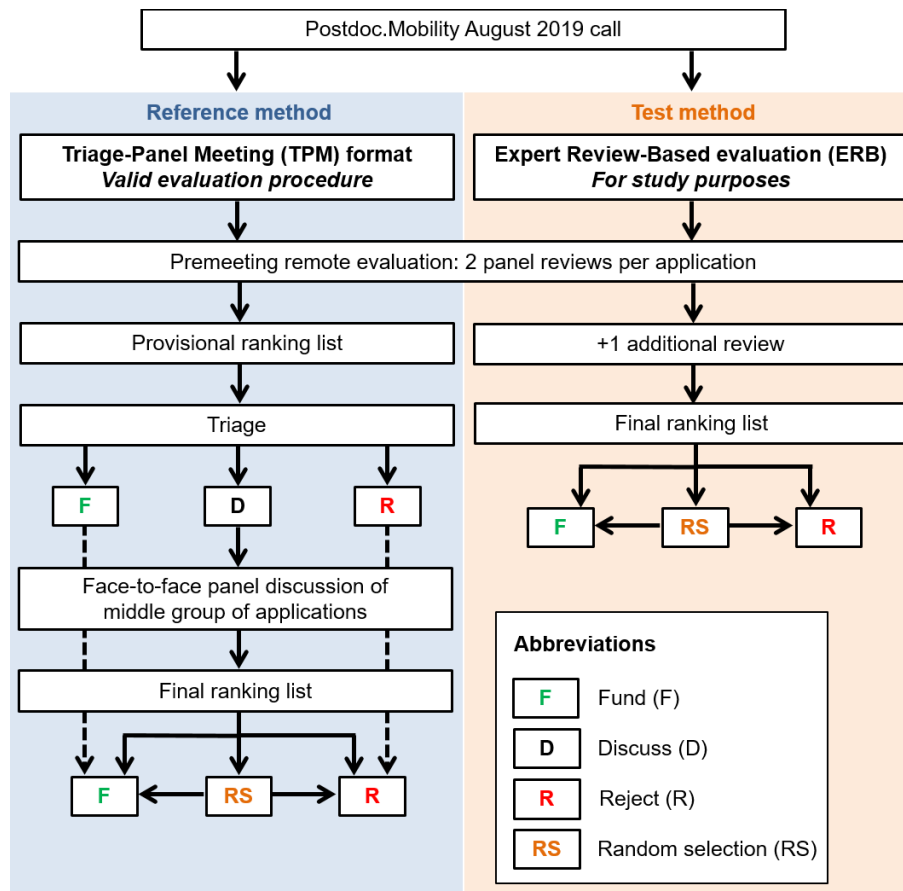 Postdoc.Mobility August 2019 call
Reference method
Test method
Triage-Panel Meeting (TPM) format
Valid evaluation procedure
Expert Review-Based evaluation (ERB)
For study purposes
Premeeting remote evaluation: 2 panel reviews per application
Provisional ranking list
+1 additional review
Triage
Final ranking list
F
D
R
F
RS
R
Face-to-face panel discussion of
middle group of applications
Final ranking list
F
RS
R
Abbreviations
F Fund (F)
D Discuss (D)
R Reject (R)
RS Random selection (RS)